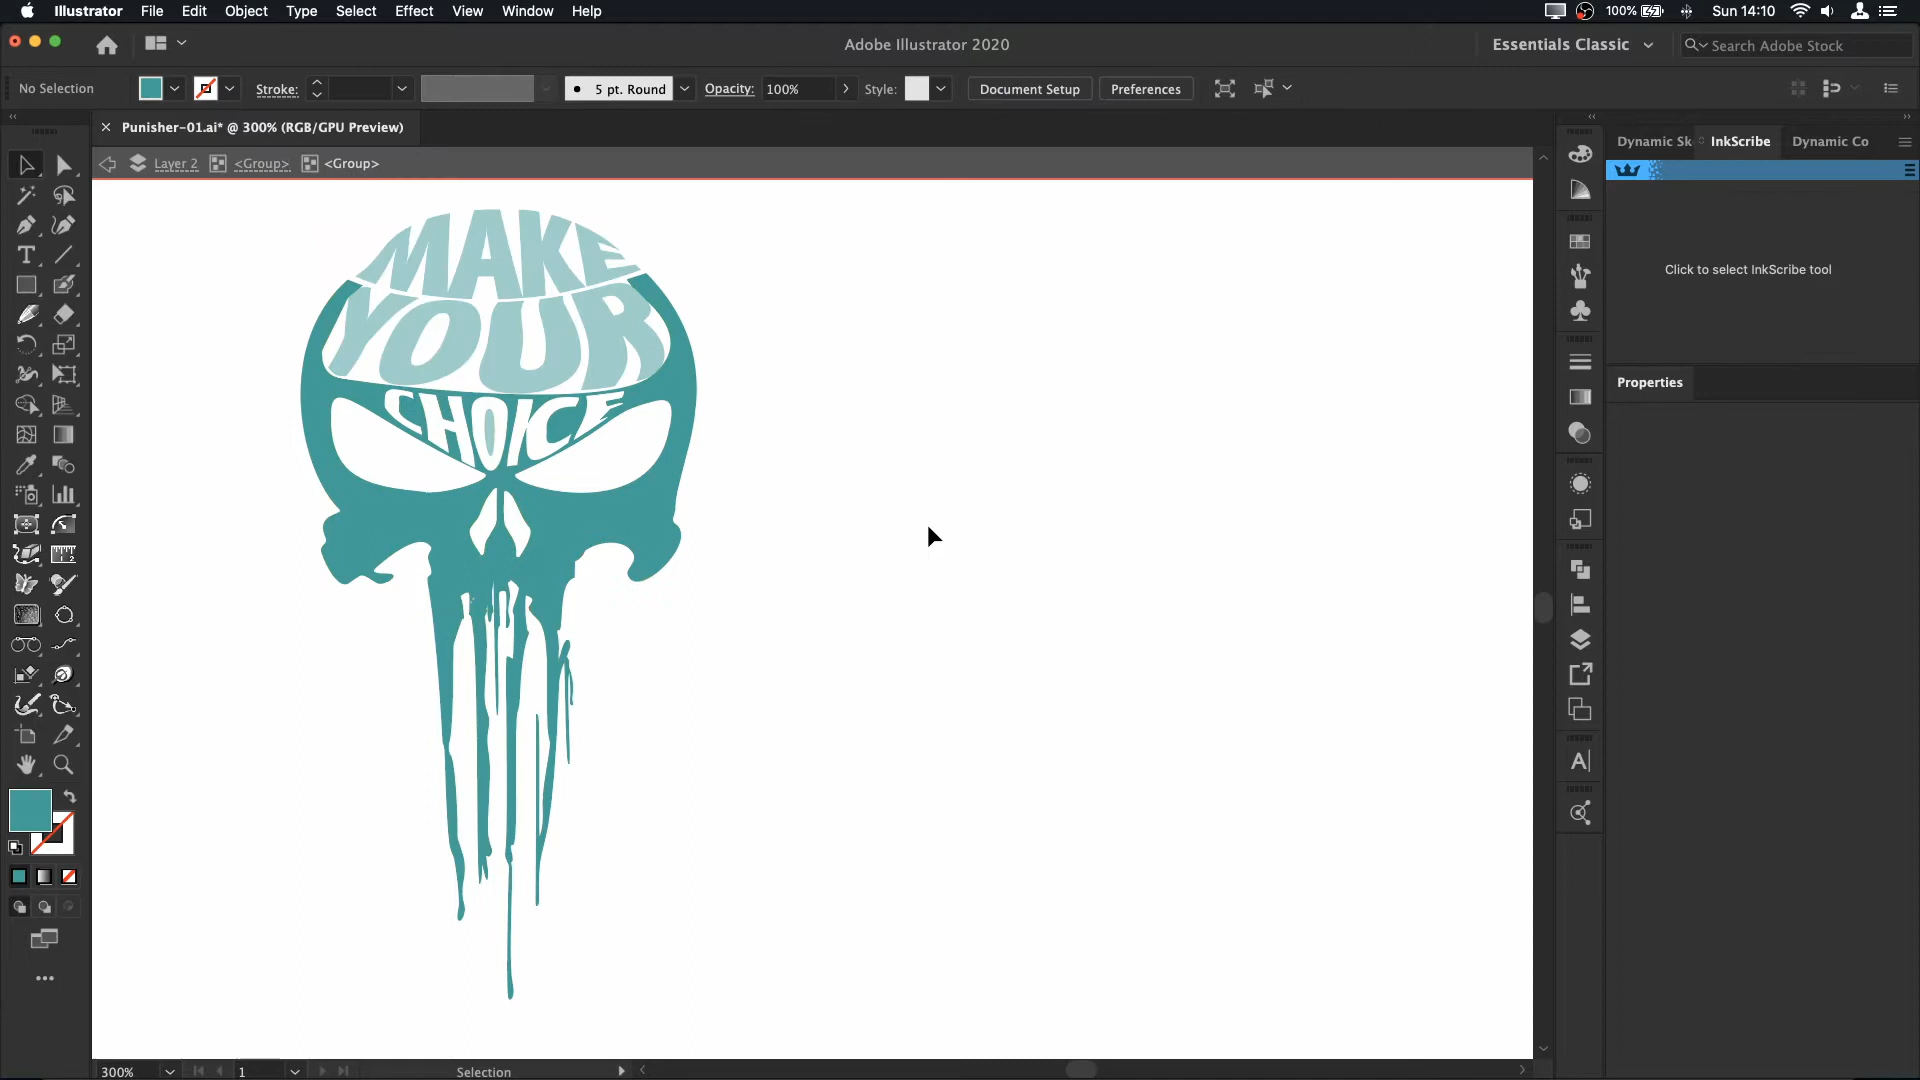 Illustrator File Edit Object Type Select Effect View Window Help 100% Sun 14:10
Adobe Illustrator 2020 Essentials Classic Search Adobe Stock
No Selection Stroke: 5 pt. Round Opacity: 100% Style: Document Setup Preferences
Punisher-01.ai* @ 300% (RGB/GPU Preview)
Dynamic Sk InkScribe Dynamic Co
Layer 2 <Group> <Group>
MAKE
YOUR
CHOICE
Click to select InkScribe tool
Properties
300% 1 Selection